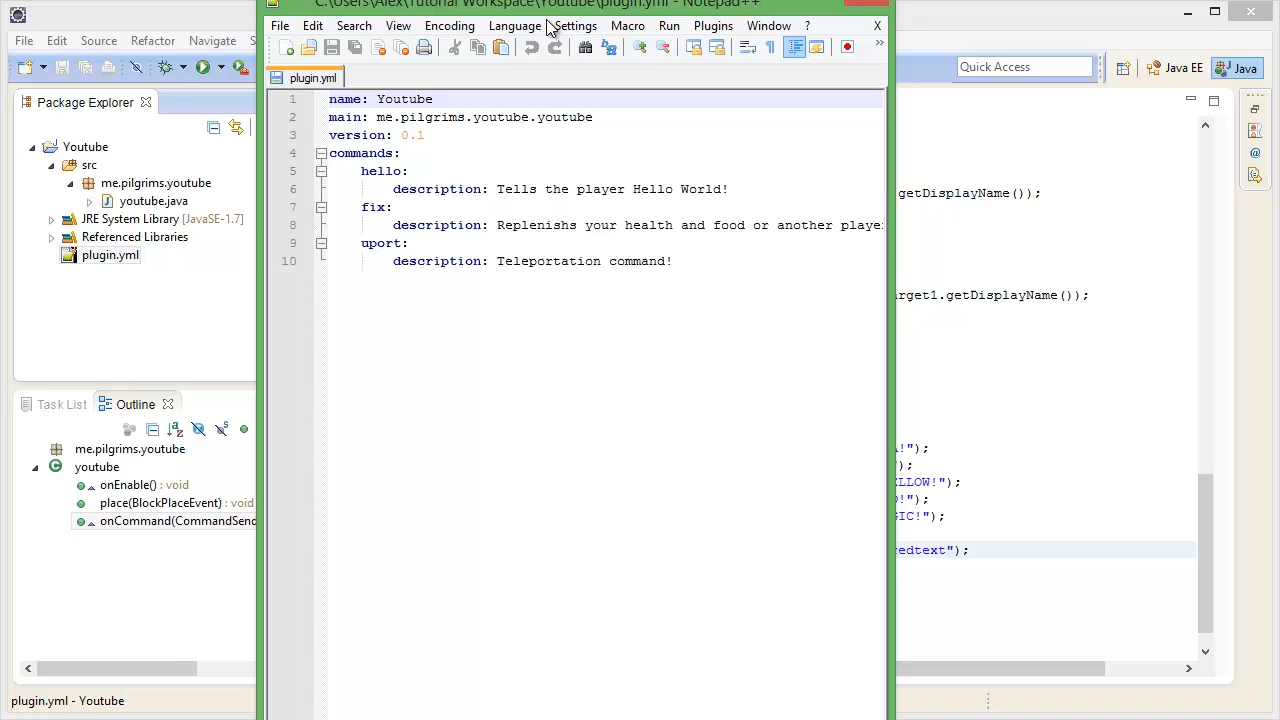 C:\Users\Alex\Tutorial Workspace\Youtube\plugin.yml - Notepad++
File Edit Search View Encoding Language Settings Macro Run Plugins Window ? X
plugin.yml
1 name: Youtube
2 main: me.pilgrims.youtube.youtube
3 version: 0.1
4 commands:
5 hello:
6 description: Tells the player Hello World!
7 fix:
8 description: Replenishs your health and food or another playe
9 uport:
10 description: Teleportation command!
File Edit S Refactor Navigate S
Quick Access
Java EE
Java
Package Explorer
Youtube
src
me.pilgrims.youtube
youtube.java
JRE System Library [JavaSE-1.7]
Referenced Libraries
plugin.yml
Task List
Outline
me.pilgrims.youtube
youtube
onEnable() : void
place(BlockPlaceEvent) : void
onCommand(CommandSend
getDisplayName());
rget1.getDisplayName());
!");
");
ELLOW!");
!");
GIC!");
redtext");
plugin.yml - Youtube